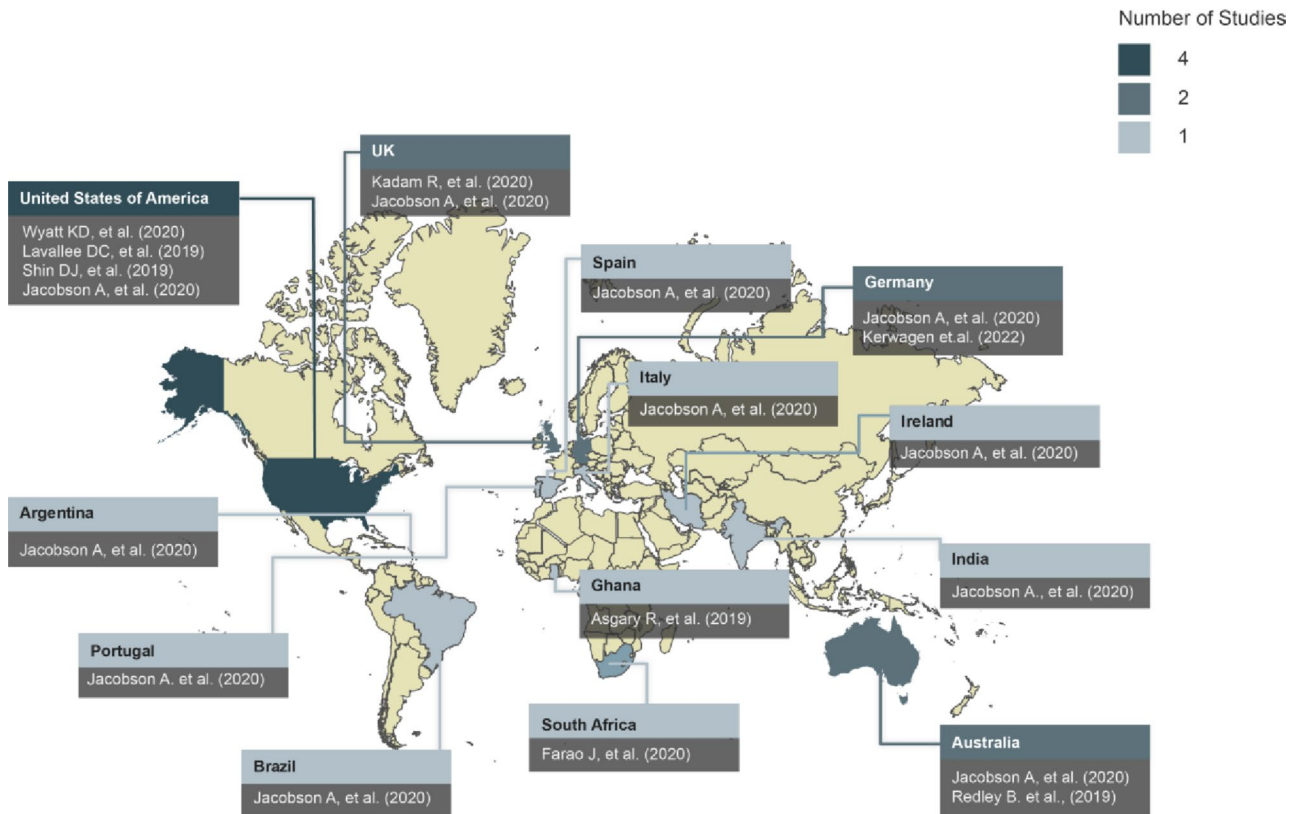 Number of Studies
4
2
1
UK
Kadam R, et al. (2020)
Jacobson A, et al. (2020)
United States of America
Wyatt KD, et al. (2020)
Lavallee DC, et al. (2019)
Shin DJ, et al. (2019)
Jacobson A, et al. (2020)
Spain
Jacobson A, et al. (2020)
Germany
Jacobson A, et al. (2020)
Kerwagen et.al. (2022)
Italy
Jacobson A, et al. (2020)
Ireland
Jacobson A, et al. (2020)
Argentina
Jacobson A, et al. (2020)
India
Jacobson A., et al. (2020)
Ghana
Asgary R, et al. (2019)
Portugal
Jacobson A. et al. (2020)
South Africa
Farao J, et al. (2020)
Brazil
Jacobson A, et al. (2020)
Australia
Jacobson A, et al. (2020)
Redley B. et al., (2019)